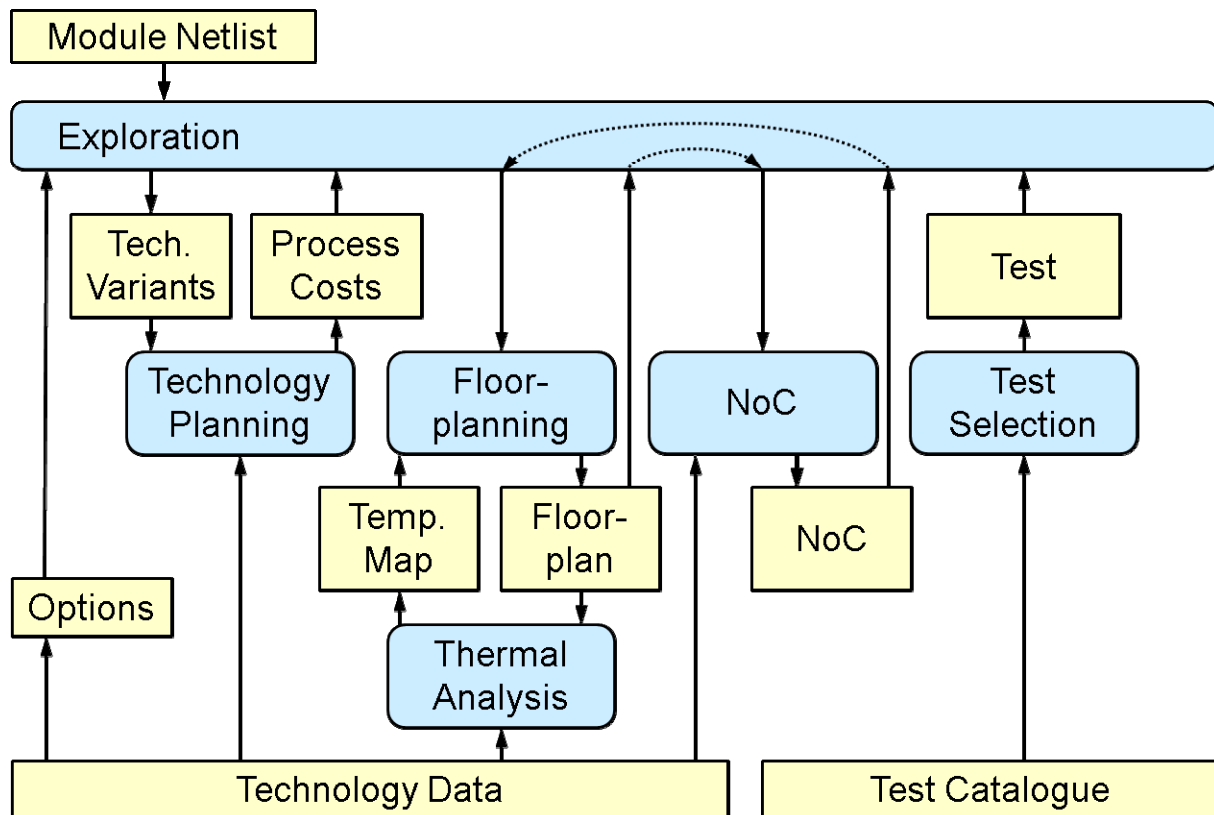 Module Netlist
Exploration
Tech.
Variants
Process
Costs
Test
Technology
Planning
Floor-
planning
NoC
Test
Selection
Temp.
Map
Floor-
plan
NoC
Options
Thermal
Analysis
Technology Data
Test Catalogue